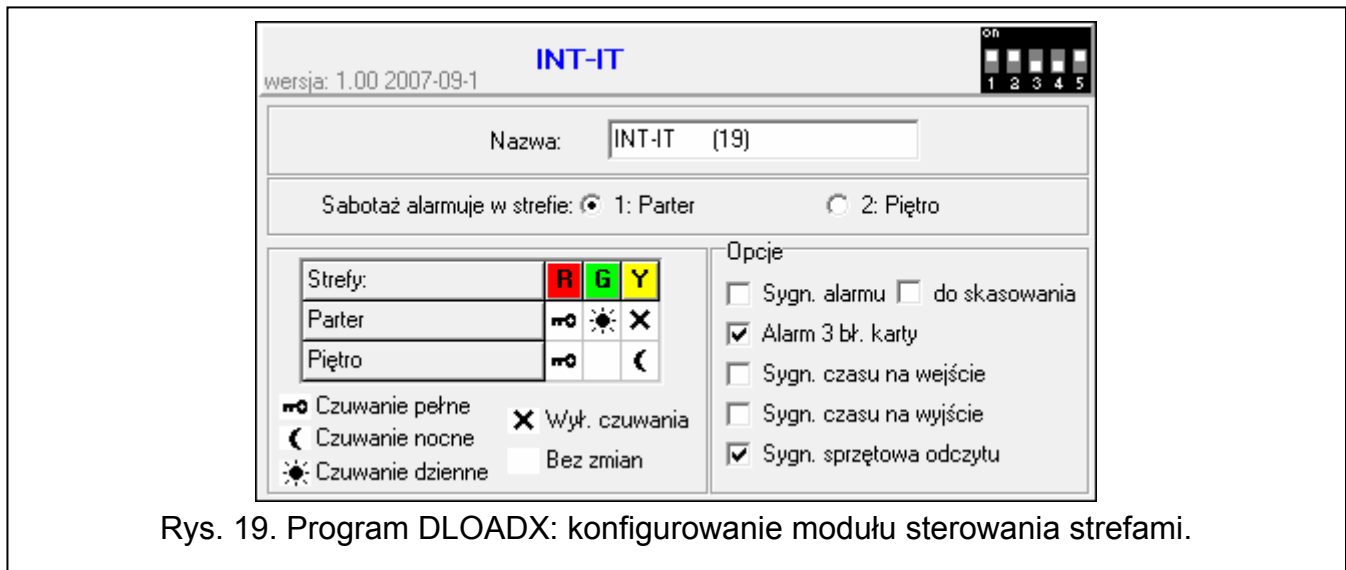 INT-IT
wersja: 1.00 2007-09-1
on
1 2 3 4 5
Nazwa: INT-IT (19)
Sabotaż alarmuje w strefie: 1: Parter 2: Piętro
Strefy: R G Y
Parter
Piętro
Czuwanie pełne
Czuwanie nocne
Czuwanie dzienne
Wył. czuwania
Bez zmian
Opcje
Sygn. alarmu do skasowania
Alarm 3 bł. karty
Sygn. czasu na wejście
Sygn. czasu na wyjście
Sygn. sprzętowa odczytu
Rys. 19. Program DLOADX: konfigurowanie modułu sterowania strefami.